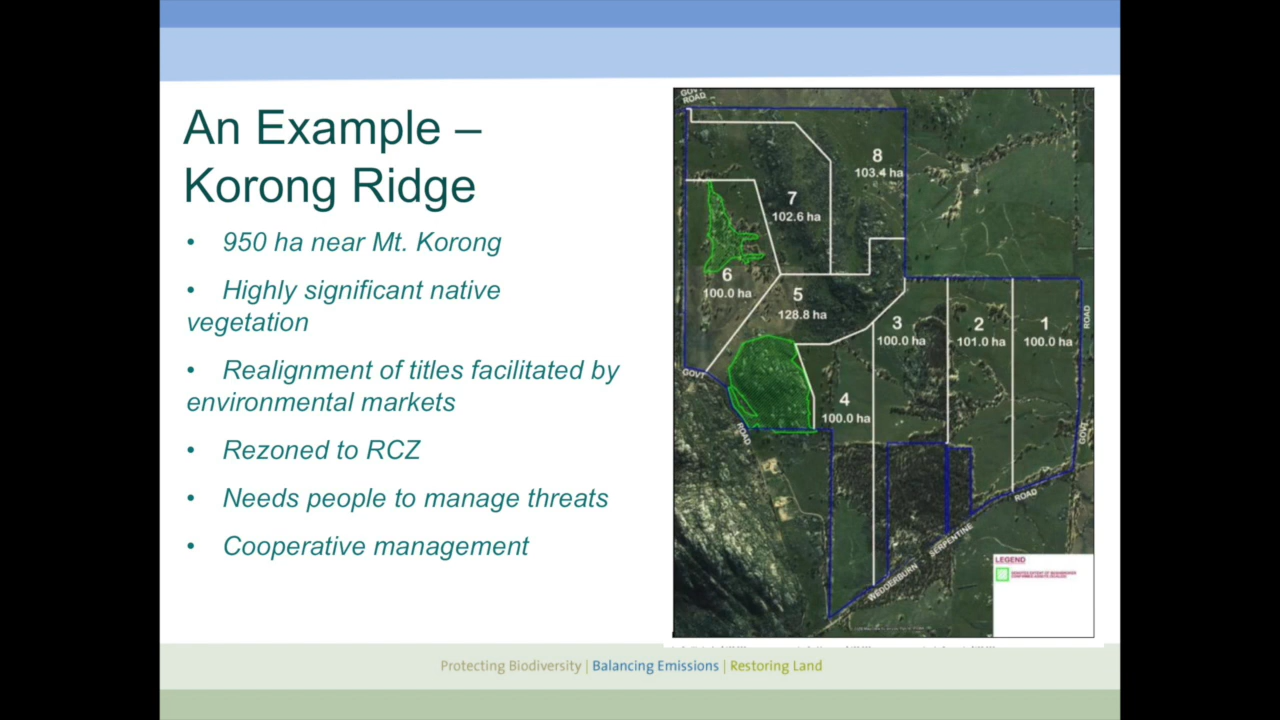 An Example –
Korong Ridge
• 950 ha near Mt. Korong
• Highly significant native
vegetation
• Realignment of titles facilitated by
environmental markets
• Rezoned to RCZ
• Needs people to manage threats
• Cooperative management
GOVT
ROAD
8
103.4 ha
7
102.6 ha
6
100.0 ha
5
128.8 ha
3
100.0 ha
2
101.0 ha
1
100.0 ha
ROAD
GOVT
4
100.0 ha
ROAD
GOVT
ROAD
SERPENTINE
WEDDERBURN
LEGEND
Protecting Biodiversity | Balancing Emissions | Restoring Land